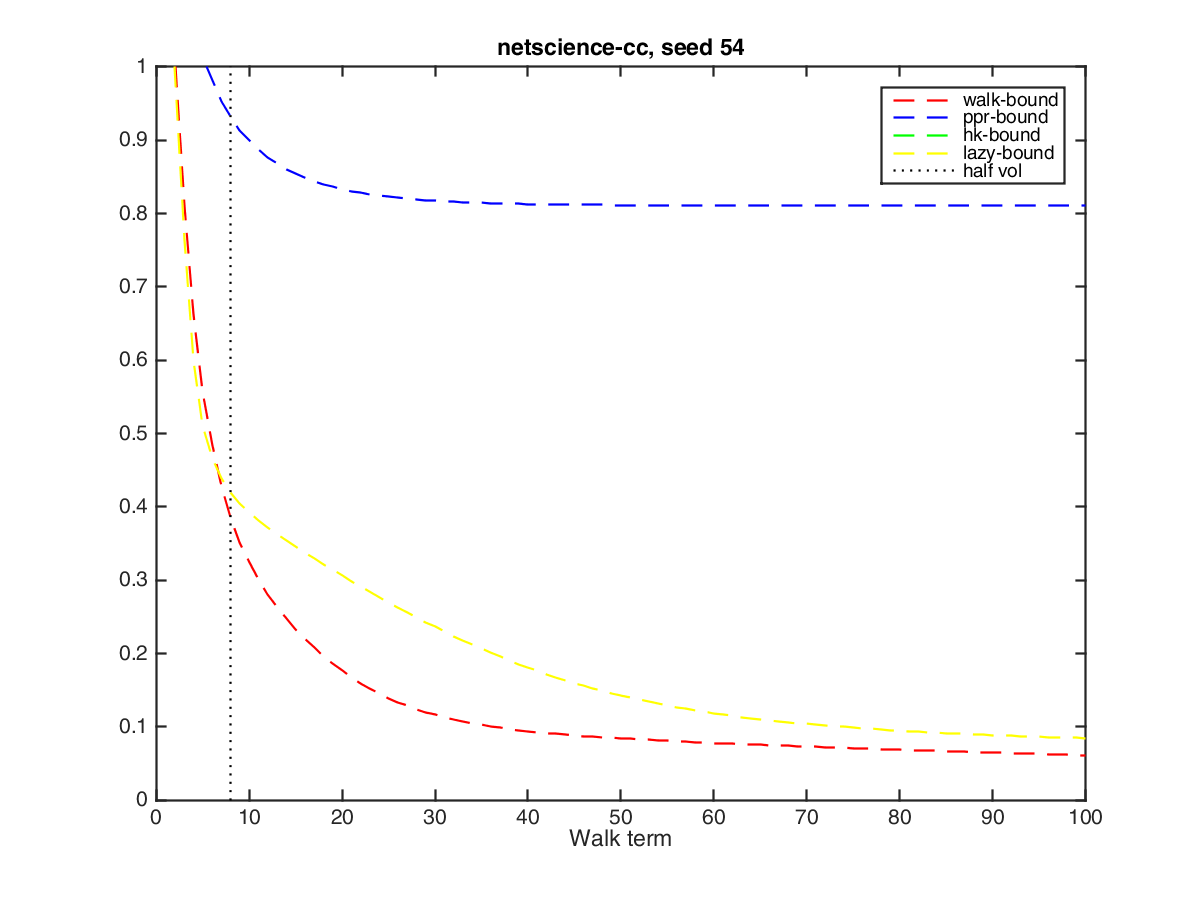 netscience-cc, seed 54
1
0.9
0.8
0.7
0.6
0.5
0.4
0.3
0.2
0.1
0
walk-bound
ppr-bound
hk-bound
lazy-bound
half vol
0 10 20 30 40 50 60 70 80 90 100
Walk term